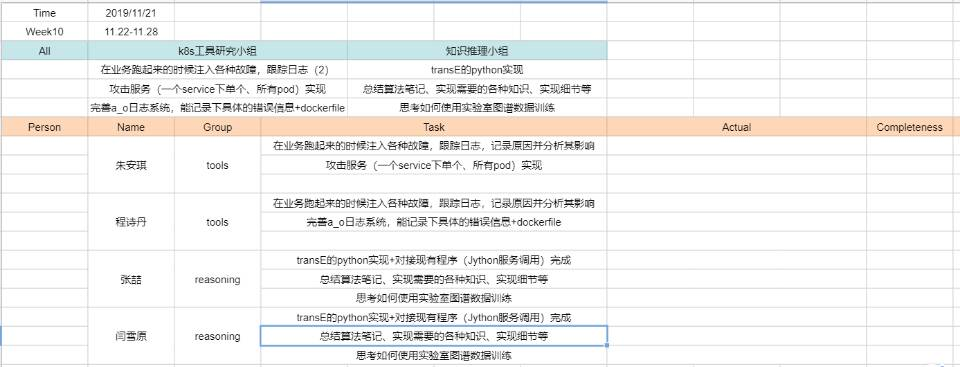 Time 2019/11/21
Week10 11.22-11.28
All k8s工具研究小组 知识推理小组
在业务跑起来的时候注入各种故障，跟踪日志（2） transE的python实现
攻击服务（一个service下单个、所有pod）实现 总结算法笔记、实现需要的各种知识、实现细节等
完善a_o日志系统，能记录下具体的错误信息+dockerfile 思考如何使用实验室图谱数据训练
Person Name Group Task Actual Completeness
在业务跑起来的时候注入各种故障，跟踪日志，记录原因并分析其影响
朱安琪 tools 攻击服务（一个service下单个、所有pod）实现
在业务跑起来的时候注入各种故障，跟踪日志，记录原因并分析其影响
程诗丹 tools 完善a_o日志系统，能记录下具体的错误信息+dockerfile
transE的python实现+对接现有程序（Jython服务调用）完成
张喆 reasoning 总结算法笔记、实现需要的各种知识、实现细节等
思考如何使用实验室图谱数据训练
transE的python实现+对接现有程序（Jython服务调用）完成
闫雪原 reasoning 总结算法笔记、实现需要的各种知识、实现细节等
思考如何使用实验室图谱数据训练